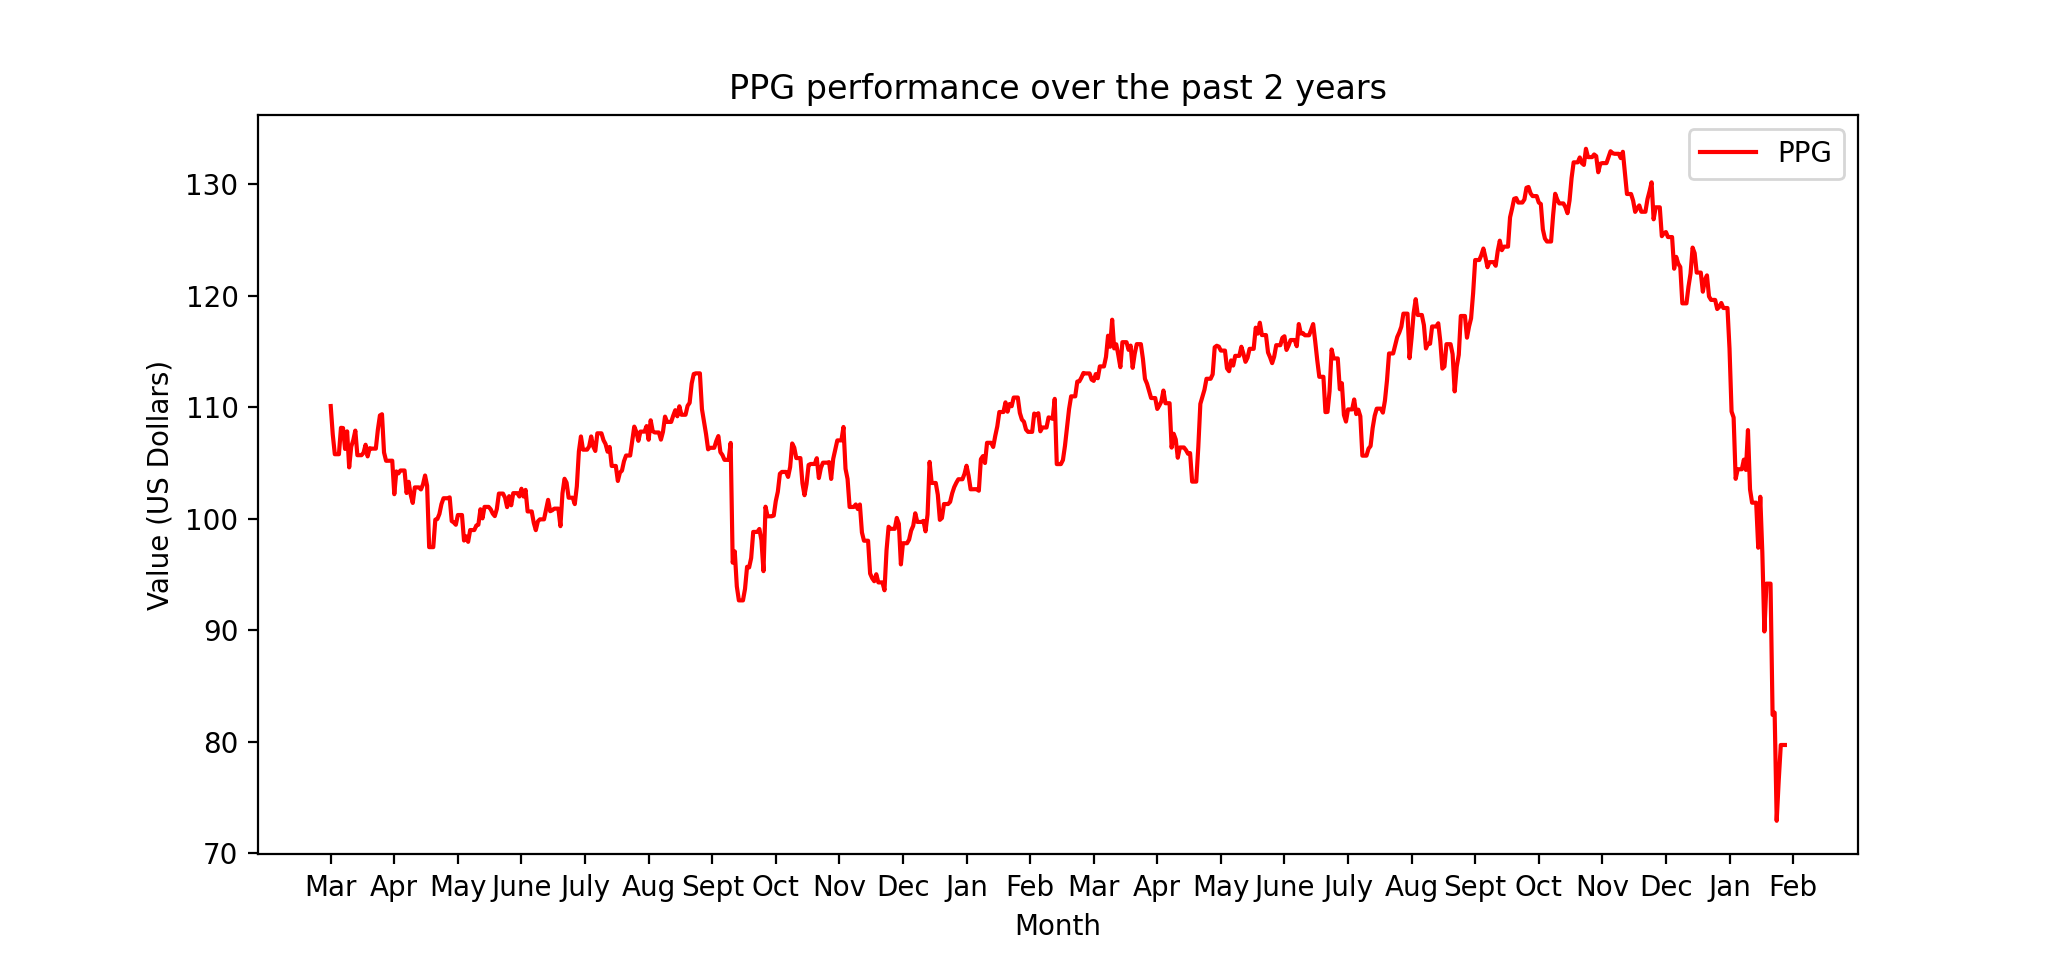 PPG performance over the past 2 years
PPG
Value (US Dollars)
130
120
110
100
90
80
70
Mar Apr May June July Aug Sept Oct Nov Dec Jan Feb Mar Apr May June July Aug Sept Oct Nov Dec Jan Feb
Month